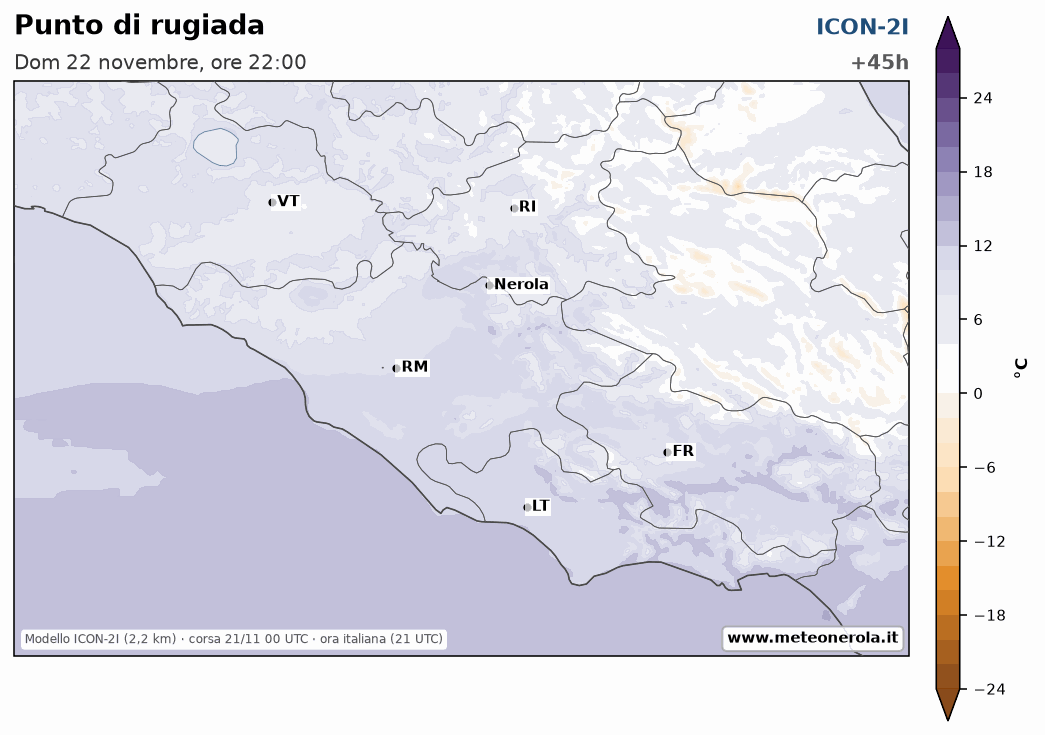 Punto di rugiada
ICON-2I
Dom 22 novembre, ore 22:00
+45h
VT
RI
Nerola
RM
FR
LT
24
18
12
6
0
−6
−12
−18
−24
°C
Modello ICON-2I (2,2 km) · corsa 21/11 00 UTC · ora italiana (21 UTC)
www.meteonerola.it